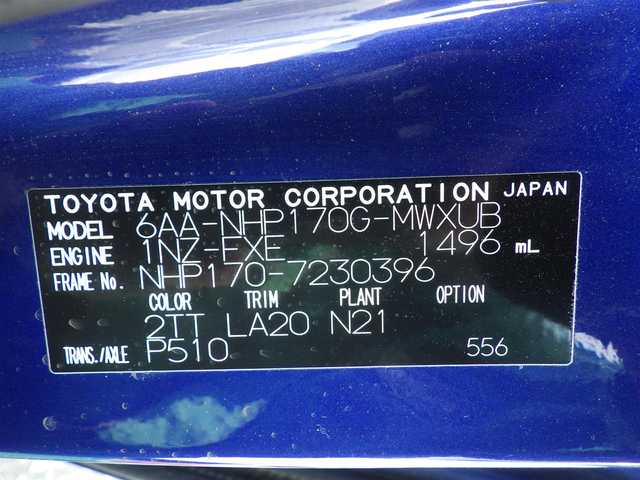 TOYOTA MOTOR CORPORATION JAPAN
MODEL 6AA-NHP170G-MWXUB
ENGINE 1NZ-EXE 1496 mL
FRAME No. NHP170-7230396
COLOR TRIM PLANT OPTION
2TT LA20 N21
TRANS./AXLE P510 556